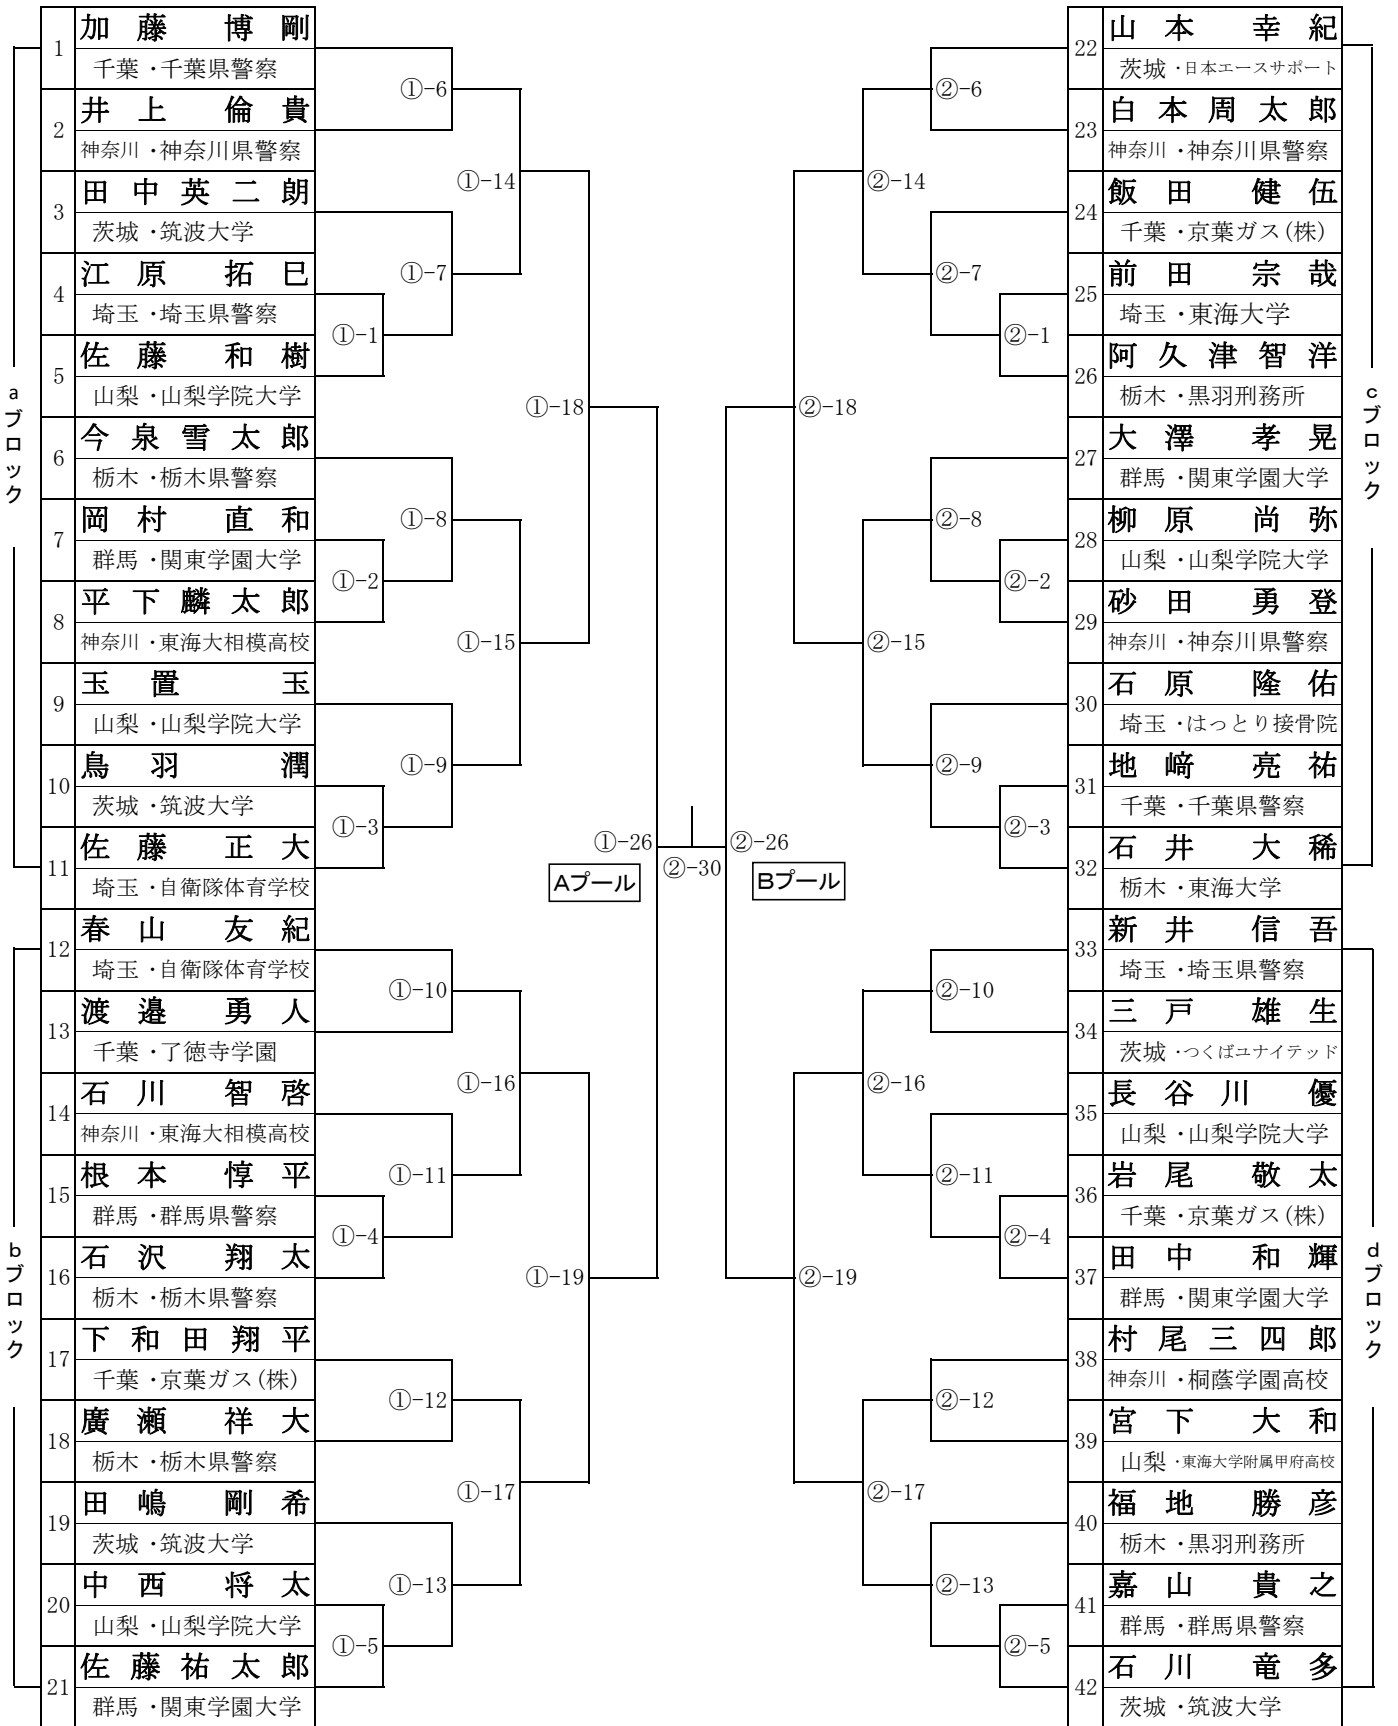 aブロック
1 加藤 博剛
千葉・千葉県警察
2 井上 倫貴
神奈川・神奈川県警察
3 田中英二朗
茨城・筑波大学
4 江原 拓巳
埼玉・埼玉県警察
5 佐藤 和樹
山梨・山梨学院大学
6 今泉雪太郎
栃木・栃木県警察
7 岡村 直和
群馬・関東学園大学
8 平下麟太郎
神奈川・東海大相模高校
9 玉置 玉
山梨・山梨学院大学
10 鳥羽 潤
茨城・筑波大学
11 佐藤 正大
埼玉・自衛隊体育学校
bブロック
12 春山 友紀
埼玉・自衛隊体育学校
13 渡邉 勇人
千葉・了徳寺学園
14 石川 智啓
神奈川・東海大相模高校
15 根本 惇平
群馬・群馬県警察
16 石沢 翔太
栃木・栃木県警察
17 下和田翔平
千葉・京葉ガス(株)
18 廣瀬 祥大
栃木・栃木県警察
19 田嶋 剛希
茨城・筑波大学
20 中西 将太
山梨・山梨学院大学
21 佐藤祐太郎
群馬・関東学園大学
①-6
①-7
①-1
①-8
①-2
①-9
①-3
①-10
①-11
①-4
①-12
①-13
①-5
①-14
①-15
①-16
①-17
①-18
①-19
①-26
Aプール
②-30
②-26
Bプール
②-18
②-19
②-14
②-15
②-16
②-17
②-6
②-7
②-1
②-8
②-2
②-9
②-3
②-10
②-11
②-4
②-12
②-13
②-5
22 山本 幸紀
茨城・日本エースサポート
23 白本周太郎
神奈川・神奈川県警察
24 飯田 健伍
千葉・京葉ガス(株)
25 前田 宗哉
埼玉・東海大学
26 阿久津智洋
栃木・黒羽刑務所
27 大澤 孝晃
群馬・関東学園大学
28 柳原 尚弥
山梨・山梨学院大学
29 砂田 勇登
神奈川・神奈川県警察
30 石原 隆佑
埼玉・はっとり接骨院
31 地﨑 亮祐
千葉・千葉県警察
32 石井 大稀
栃木・東海大学
cブロック
33 新井 信吾
埼玉・埼玉県警察
34 三戸 雄生
茨城・つくばユナイテッド
35 長谷川 優
山梨・山梨学院大学
36 岩尾 敬太
千葉・京葉ガス(株)
37 田中 和輝
群馬・関東学園大学
38 村尾三四郎
神奈川・桐蔭学園高校
39 宮下 大和
山梨・東海大学附属甲府高校
40 福地 勝彦
栃木・黒羽刑務所
41 嘉山 貴之
群馬・群馬県警察
42 石川 竜多
茨城・筑波大学
dブロック